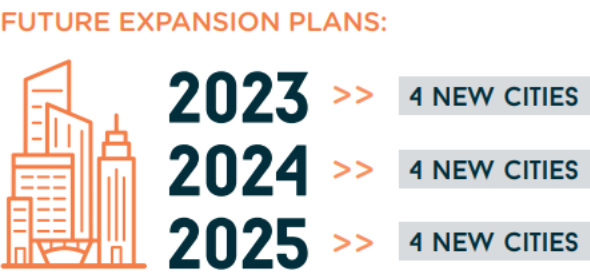 FUTURE EXPANSION PLANS:
2023 >> 4 NEW CITIES
2024 >> 4 NEW CITIES
2025 >> 4 NEW CITIES